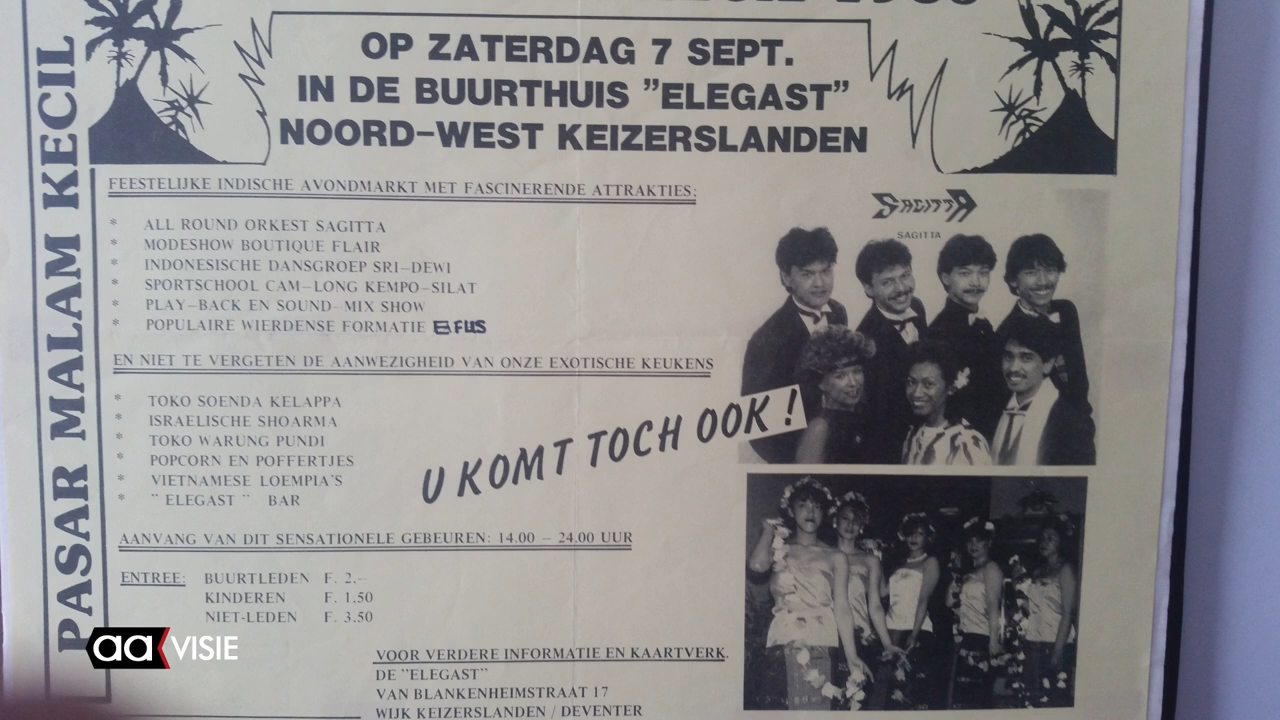 OP ZATERDAG 7 SEPT.
IN DE BUURTHUIS "ELEGAST"
NOORD-WEST KEIZERSLANDEN
PASAR MALAM KECIL
FEESTELIJKE INDISCHE AVONDMARKT MET FASCINERENDE ATTRAKTIES;
* ALL ROUND ORKEST SAGITTA
* MODESHOW BOUTIQUE FLAIR
* INDONESISCHE DANSGROEP SRI-DEWI
* SPORTSCHOOL CAM-LONG KEMPO-SILAT
* PLAY-BACK EN SOUND-MIX SHOW
* POPULAIRE WIERDENSE FORMATIE
SAGITTA
SAGITTA
EN NIET TE VERGETEN DE AANWEZIGHEID VAN ONZE EXOTISCHE KEUKENS
* TOKO SOENDA KELAPPA
* ISRAELISCHE SHOARMA
* TOKO WARUNG PUNDI
* POPCORN EN POFFERTJES
* VIETNAMESE LOEMPIA'S
* " ELEGAST " BAR
U KOMT TOCH OOK !
AANVANG VAN DIT SENSATIONELE GEBEUREN: 14.00 – 24.00 UUR
ENTREE: BUURTLEDEN F. 2.–
KINDEREN F. 1.50
NIET-LEDEN F. 3.50
VOOR VERDERE INFORMATIE EN KAARTVERK.
DE "ELEGAST"
VAN BLANKENHEIMSTRAAT 17
WIJK KEIZERSLANDEN / DEVENTER
aa VISIE